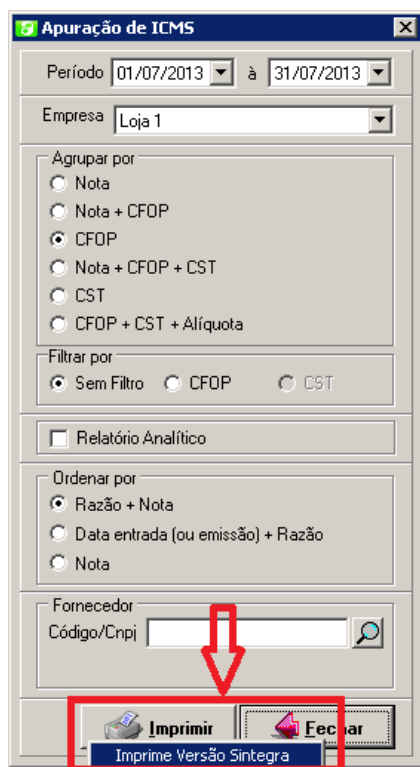 Apuração de ICMS
Período 01/07/2013 à 31/07/2013
Empresa Loja 1
Agrupar por
Nota
Nota + CFOP
CFOP
Nota + CFOP + CST
CST
CFOP + CST + Alíquota
Filtrar por
Sem Filtro CFOP CST
Relatório Analítico
Ordenar por
Razão + Nota
Data entrada (ou emissão) + Razão
Nota
Fornecedor
Código/Cnpj
Imprimir Fechar
Imprime Versão Sintegra